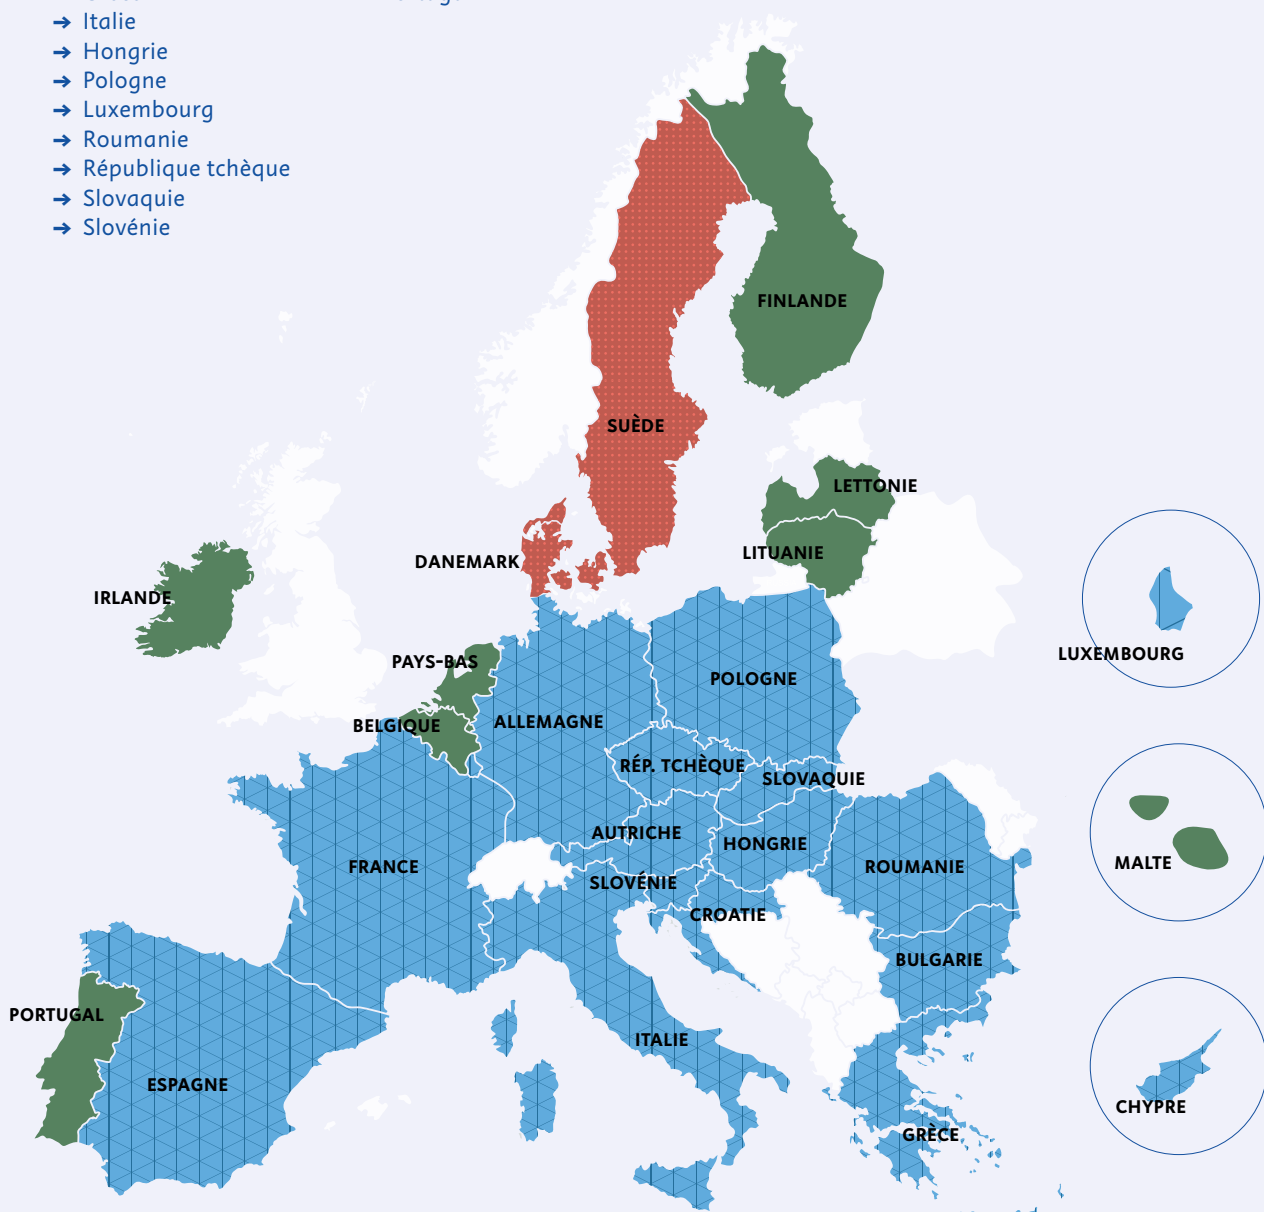 → Italie
→ Hongrie
→ Pologne
→ Luxembourg
→ Roumanie
→ République tchèque
→ Slovaquie
→ Slovénie
FINLANDE
SUÈDE
LETTONIE
LITUANIE
DANEMARK
IRLANDE
PAYS-BAS
BELGIQUE
ALLEMAGNE
POLOGNE
LUXEMBOURG
RÉP. TCHÈQUE
SLOVAQUIE
AUTRICHE
HONGRIE
FRANCE
SLOVÉNIE
ROUMANIE
MALTE
CROATIE
BULGARIE
PORTUGAL
ITALIE
ESPAGNE
CHYPRE
GRÈCE